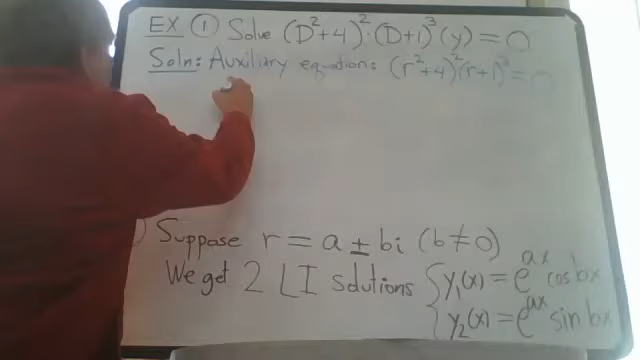 EX ① Solve (D²+4)²·(D+1)³(y)=0
Soln: Auxiliary equation: (r²+4)²(r+1)³=0
) Suppose r = a ± bi (b≠0)
We get 2 LI solutions { y₁(x) = e^{ax} cos bx
y₂(x) = e^{ax} sin bx